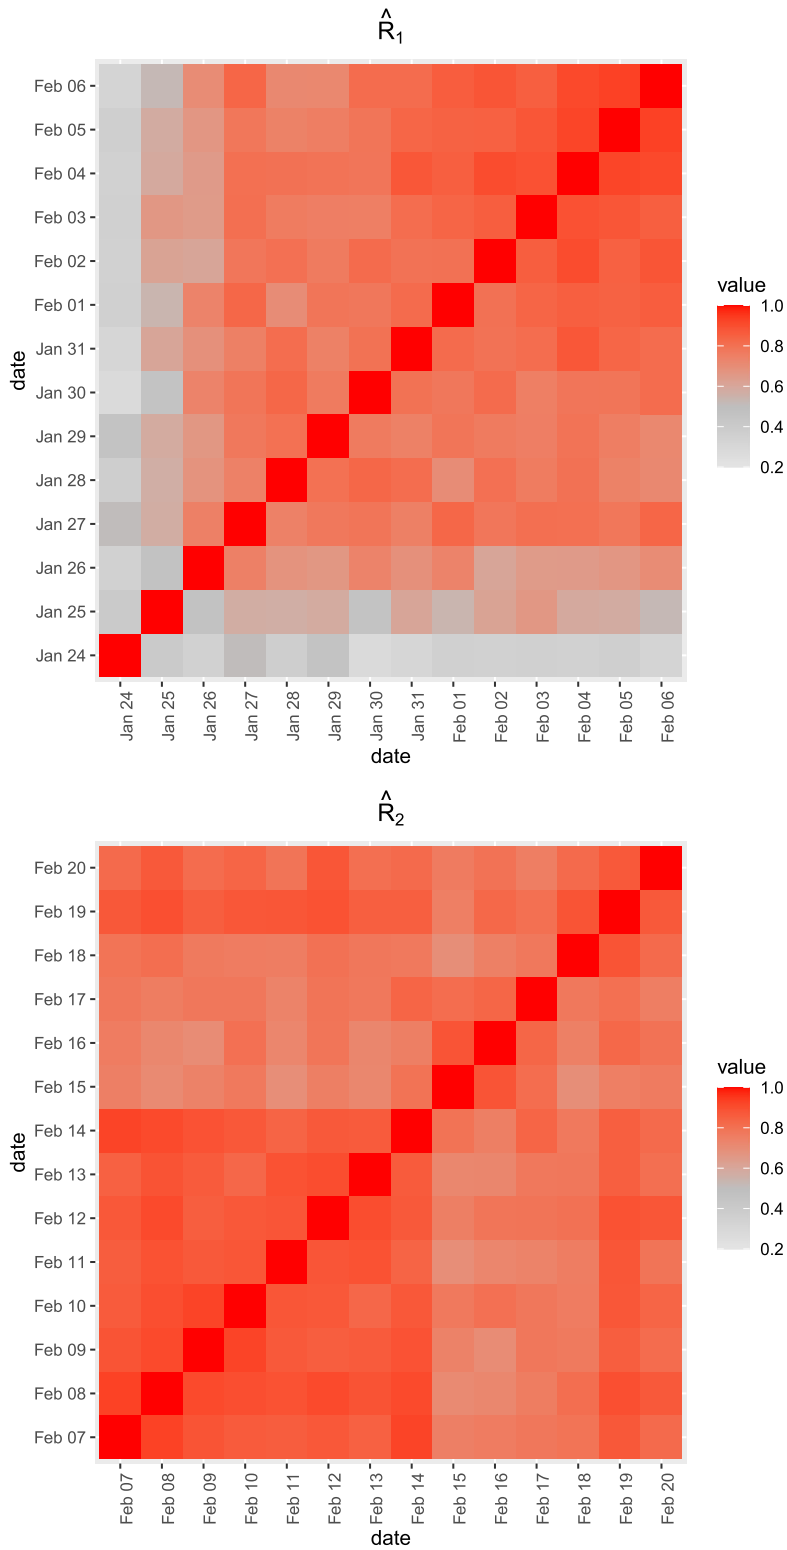 R̂₁
Feb 06
Feb 05
Feb 04
Feb 03
Feb 02
Feb 01
Jan 31
Jan 30
Jan 29
Jan 28
Jan 27
Jan 26
Jan 25
Jan 24
date
Jan 24
Jan 25
Jan 26
Jan 27
Jan 28
Jan 29
Jan 30
Jan 31
Feb 01
Feb 02
Feb 03
Feb 04
Feb 05
Feb 06
date
value
1.0
0.8
0.6
0.4
0.2
R̂₂
Feb 20
Feb 19
Feb 18
Feb 17
Feb 16
Feb 15
Feb 14
Feb 13
Feb 12
Feb 11
Feb 10
Feb 09
Feb 08
Feb 07
date
Feb 07
Feb 08
Feb 09
Feb 10
Feb 11
Feb 12
Feb 13
Feb 14
Feb 15
Feb 16
Feb 17
Feb 18
Feb 19
Feb 20
date
value
1.0
0.8
0.6
0.4
0.2